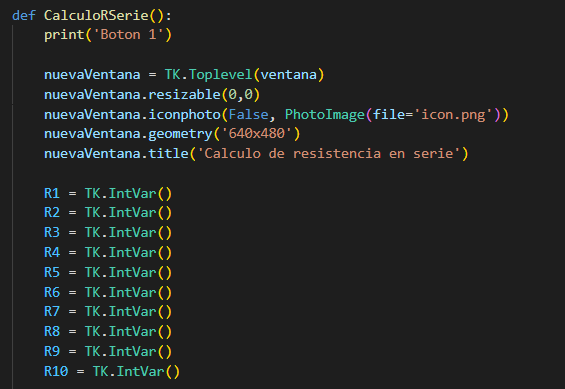 def CalculoRSerie():
    print('Boton 1')

    nuevaVentana = TK.Toplevel(ventana)
    nuevaVentana.resizable(0,0)
    nuevaVentana.iconphoto(False, PhotoImage(file='icon.png'))
    nuevaVentana.geometry('640x480')
    nuevaVentana.title('Calculo de resistencia en serie')

    R1 = TK.IntVar()
    R2 = TK.IntVar()
    R3 = TK.IntVar()
    R4 = TK.IntVar()
    R5 = TK.IntVar()
    R6 = TK.IntVar()
    R7 = TK.IntVar()
    R8 = TK.IntVar()
    R9 = TK.IntVar()
    R10 = TK.IntVar()